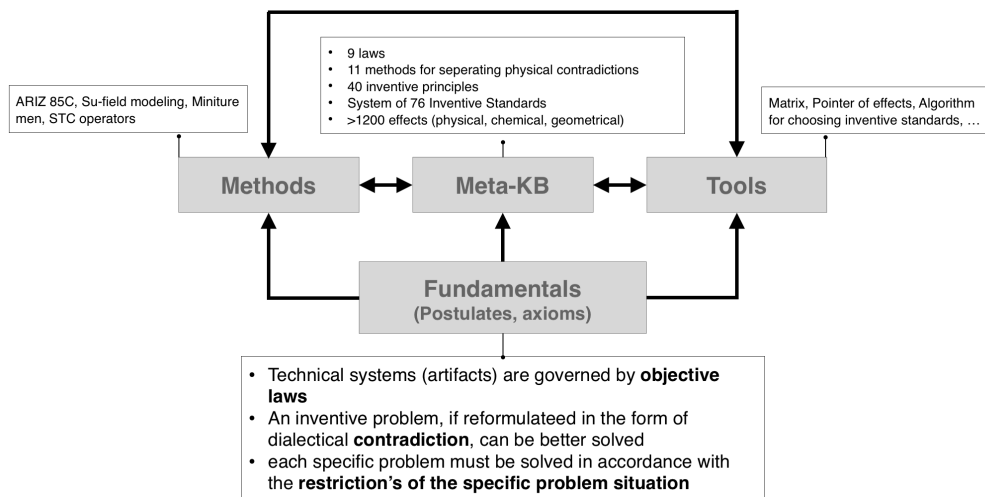 • 9 laws
• 11 methods for seperating physical contradictions
• 40 inventive principles
• System of 76 Inventive Standards
• >1200 effects (physical, chemical, geometrical)
ARIZ 85C, Su-field modeling, Miniture
men, STC operators
Matrix, Pointer of effects, Algorithm
for choosing inventive standards, …
Methods
Meta-KB
Tools
Fundamentals
(Postulates, axioms)
• Technical systems (artifacts) are governed by objective
laws
• An inventive problem, if reformulateed in the form of
dialectical contradiction, can be better solved
• each specific problem must be solved in accordance with
the restriction's of the specific problem situation